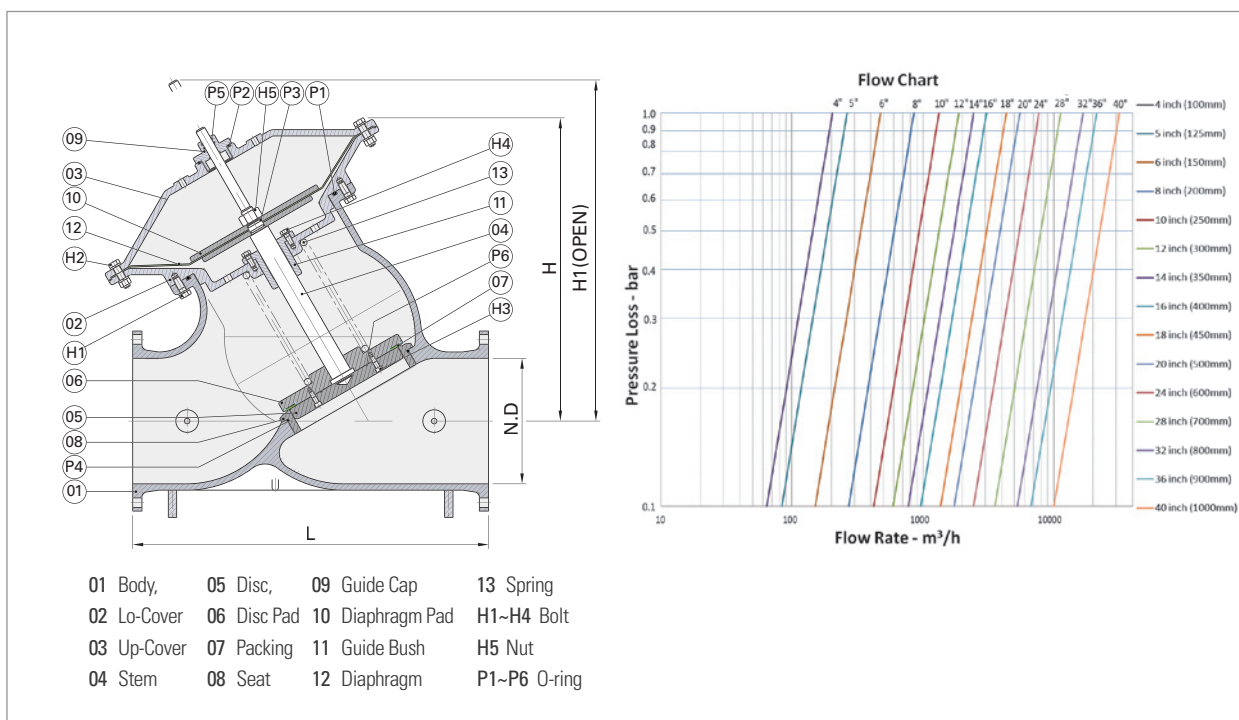 P5 P2 H5 P3 P1
09
03
10
12
H2
02
H1
06
05
08
P4
01
H4
13
11
04
P6
07
H3
H
H1(OPEN)
N.D
L
01 Body, 05 Disc, 09 Guide Cap 13 Spring
02 Lo-Cover 06 Disc Pad 10 Diaphragm Pad H1~H4 Bolt
03 Up-Cover 07 Packing 11 Guide Bush H5 Nut
04 Stem 08 Seat 12 Diaphragm P1~P6 O-ring
Flow Chart
4" 5" 6" 8" 10" 12" 14" 16" 18" 20" 24" 28" 32" 36" 40"
1.0
0.9
0.8
0.7
0.6
0.5
0.4
0.3
0.2
0.1
Pressure Loss - bar
10 100 1000 10000
Flow Rate - m³/h
4 inch (100mm)
5 inch (125mm)
6 inch (150mm)
8 inch (200mm)
10 inch (250mm)
12 inch (300mm)
14 inch (350mm)
16 inch (400mm)
18 inch (450mm)
20 inch (500mm)
24 inch (600mm)
28 inch (700mm)
32 inch (800mm)
36 inch (900mm)
40 inch (1000mm)